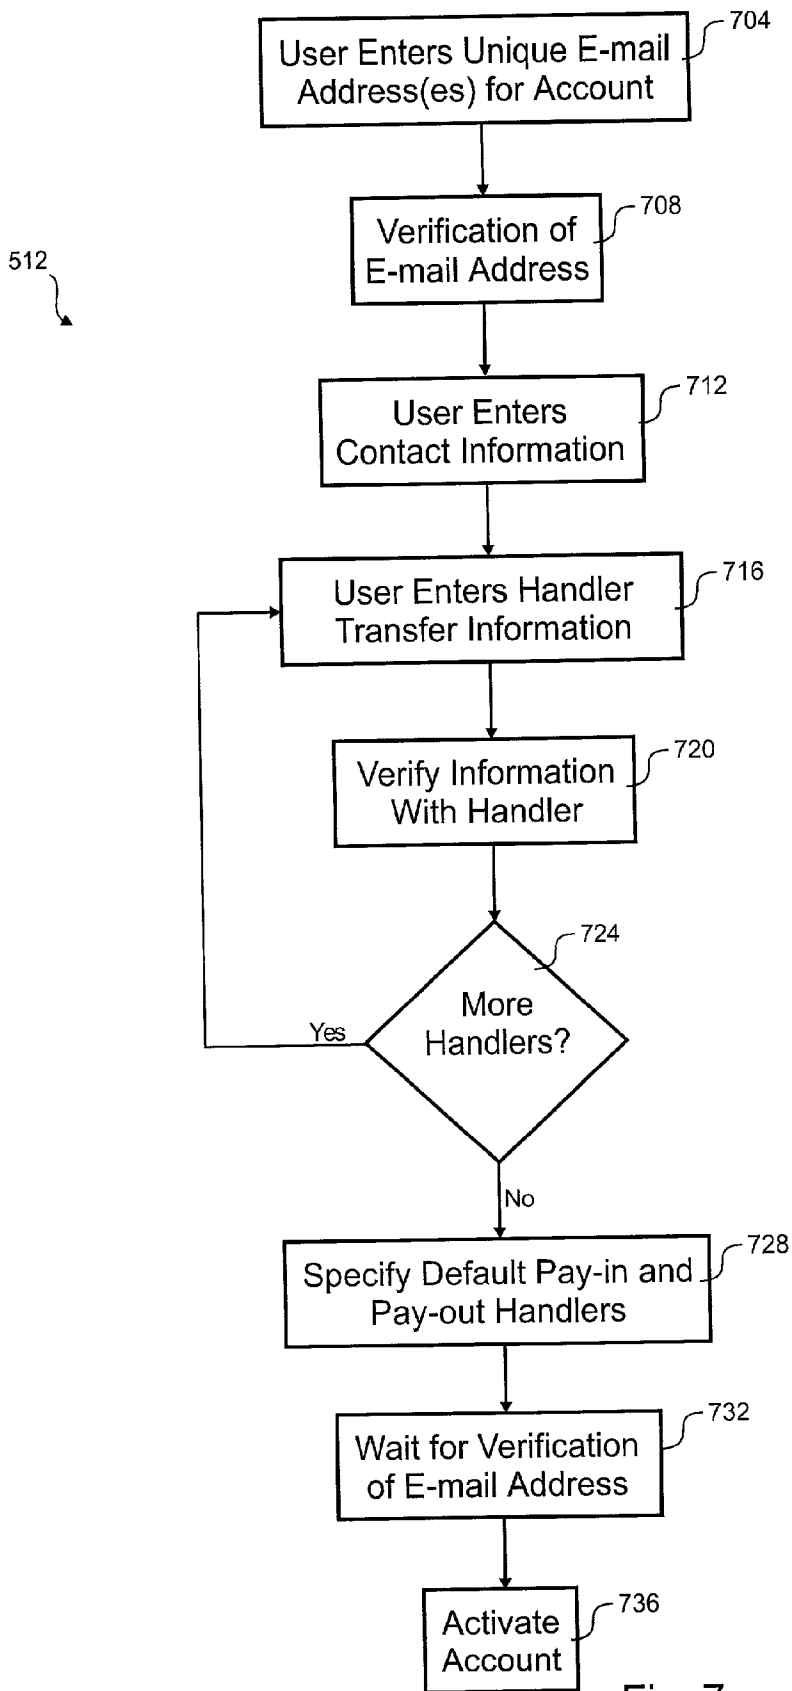 User Enters Unique E-mail
Address(es) for Account
704
Verification of
E-mail Address
708
512
User Enters
Contact Information
712
User Enters Handler
Transfer Information
716
Verify Information
With Handler
720
More
Handlers?
724
Yes
No
Specify Default Pay-in and
Pay-out Handlers
728
Wait for Verification
of E-mail Address
732
Activate
Account
736
Fig. 7